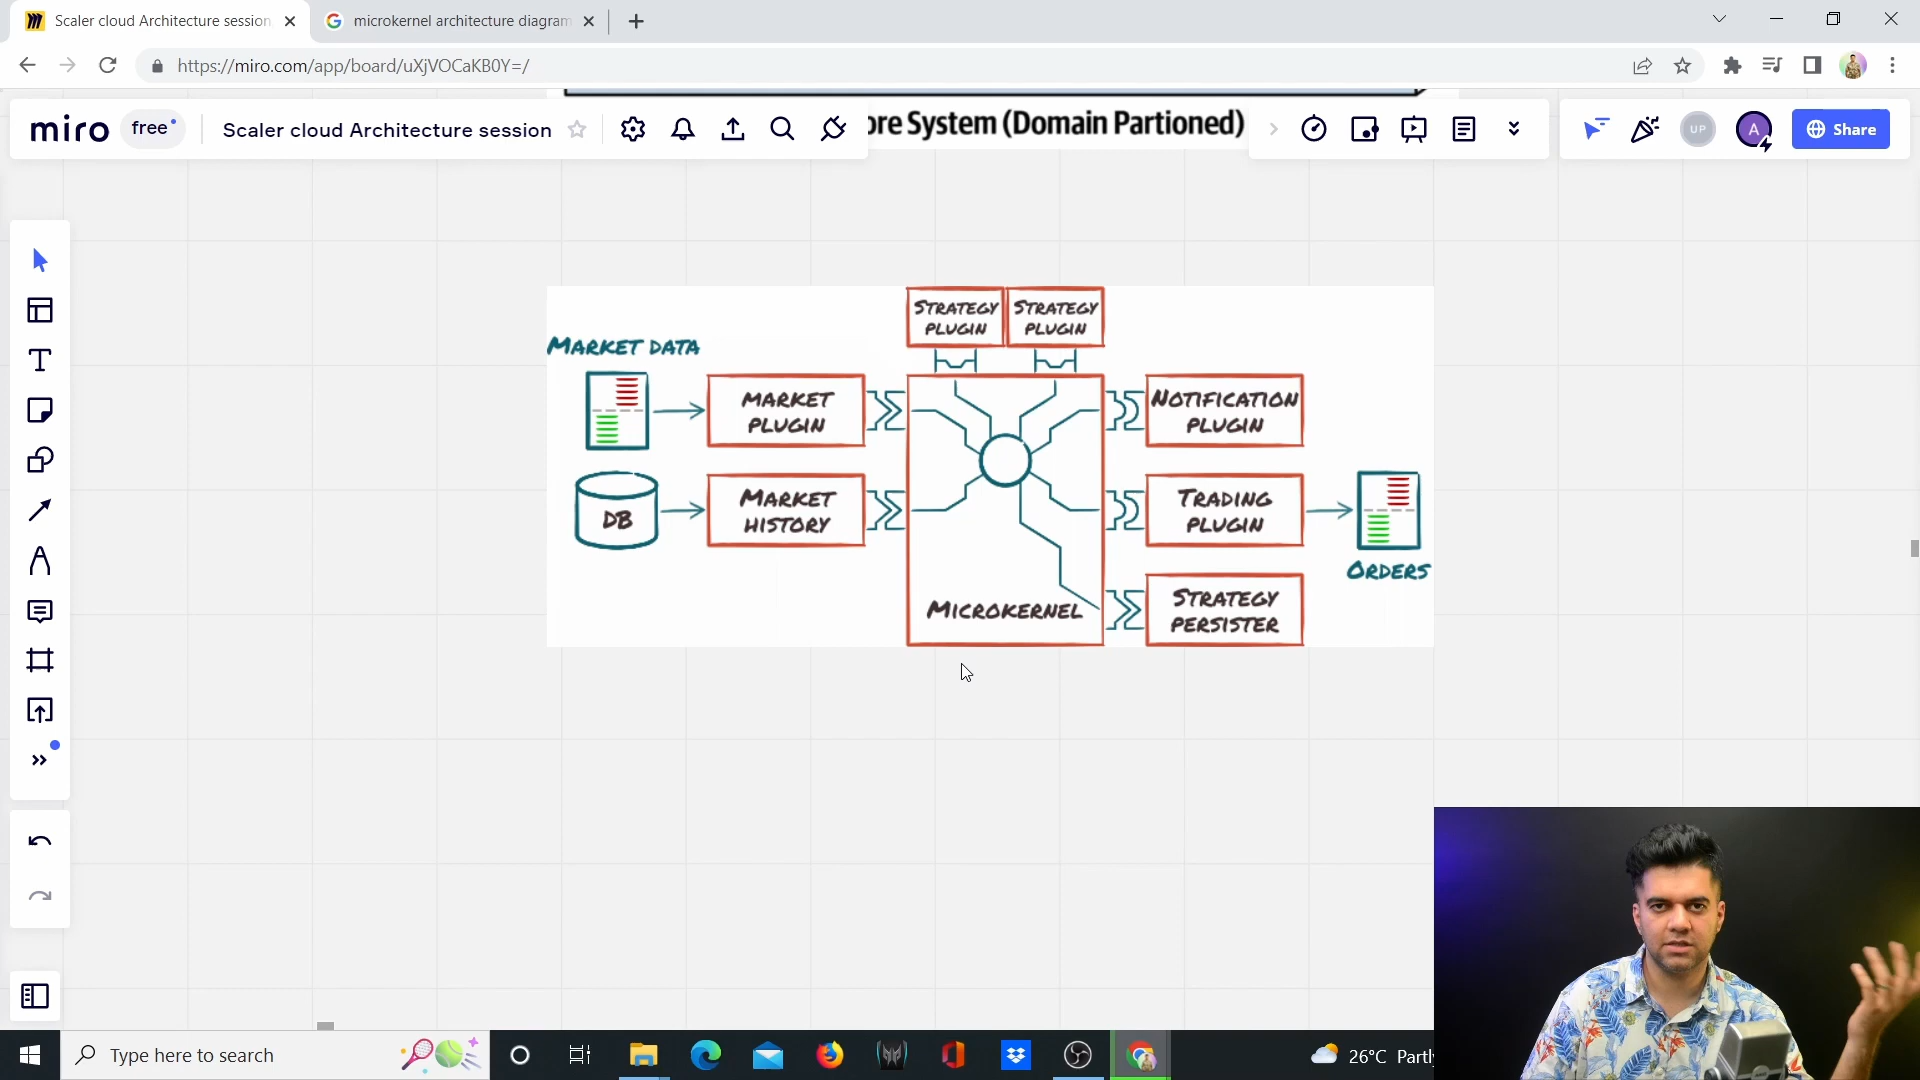 Scaler cloud Architecture session
microkernel architecture diagram
https://miro.com/app/board/uXjVOCaKB0Y=/
miro
free
Scaler cloud Architecture session
ore System (Domain Partioned)
UP
A
Share
STRATEGY PLUGIN
STRATEGY PLUGIN
MARKET DATA
MARKET PLUGIN
NOTIFICATION PLUGIN
DB
MARKET HISTORY
TRADING PLUGIN
ORDERS
MICROKERNEL
STRATEGY PERSISTER
Type here to search
26°C Partly